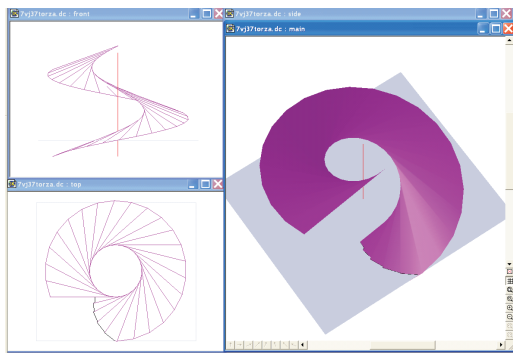 7vj37torza.dc : front
7vj37torza.dc : side
7vj37torza.dc : main
7vj37torza.dc : top